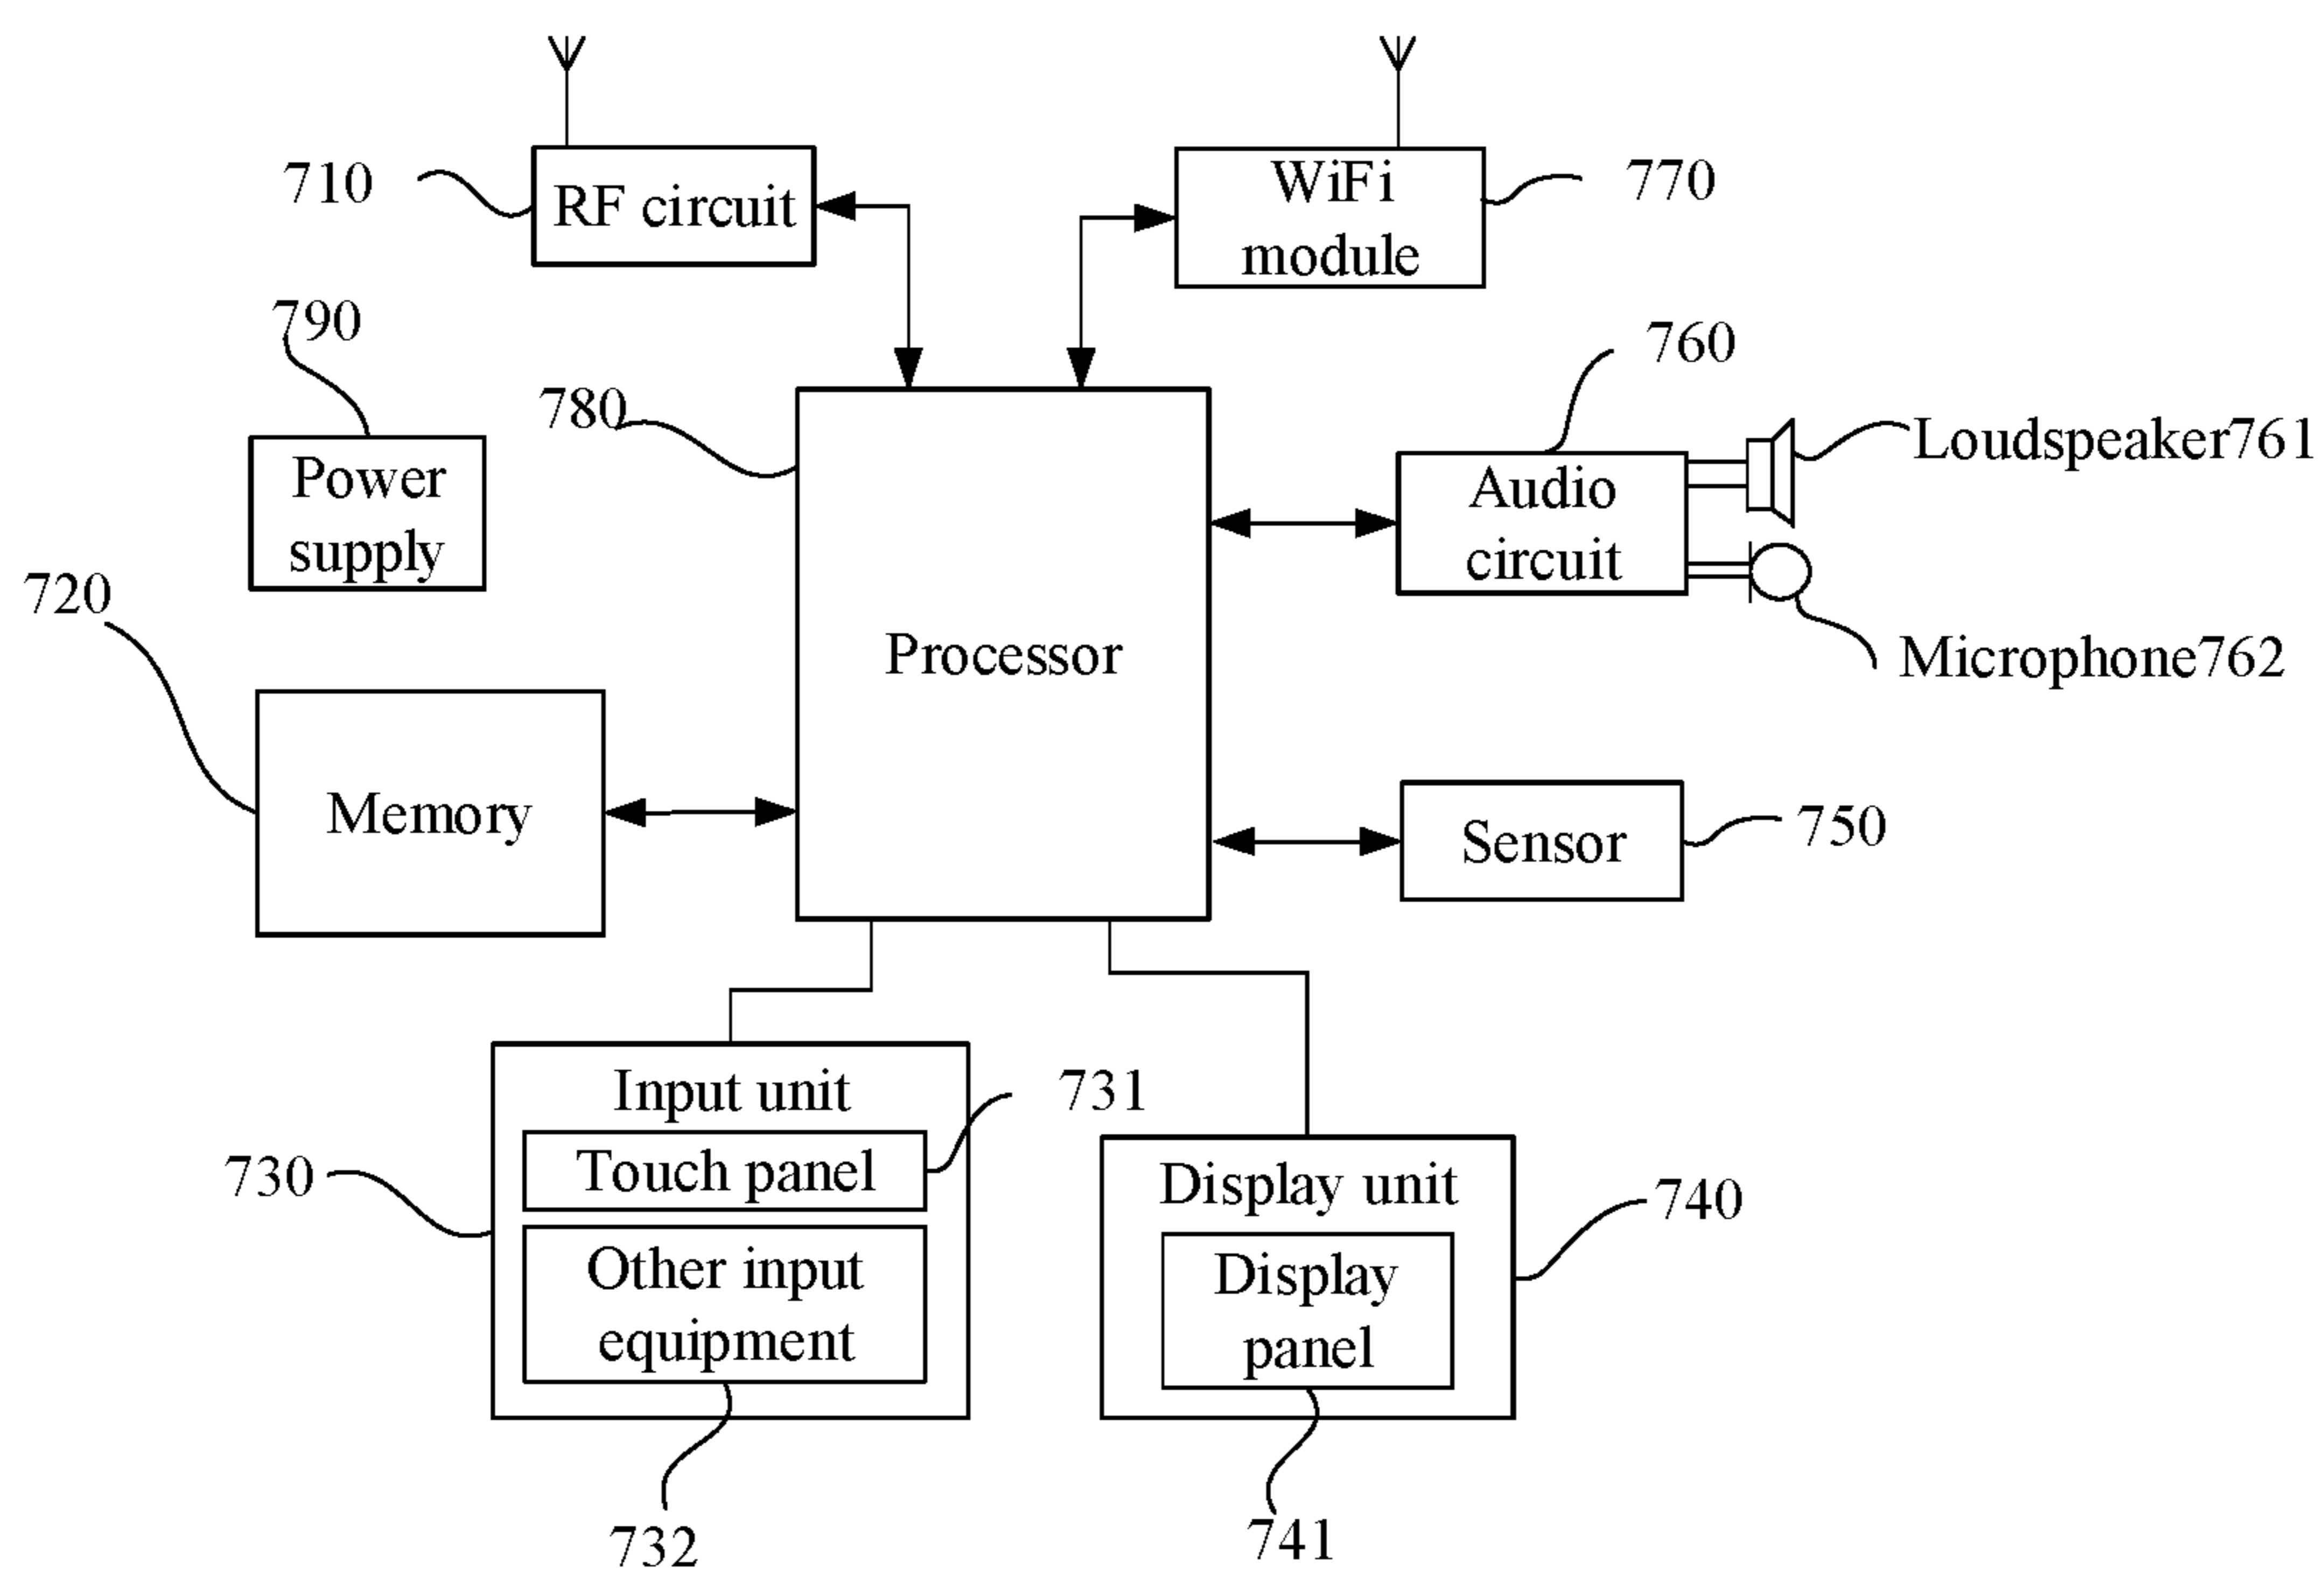 710
RF circuit
WiFi
module
770
790
780
760
Power
supply
Audio
circuit
Loudspeaker761
Microphone762
720
Processor
Memory
Sensor
750
Input unit
731
Touch panel
730
Other input
equipment
732
Display unit
740
Display
panel
741